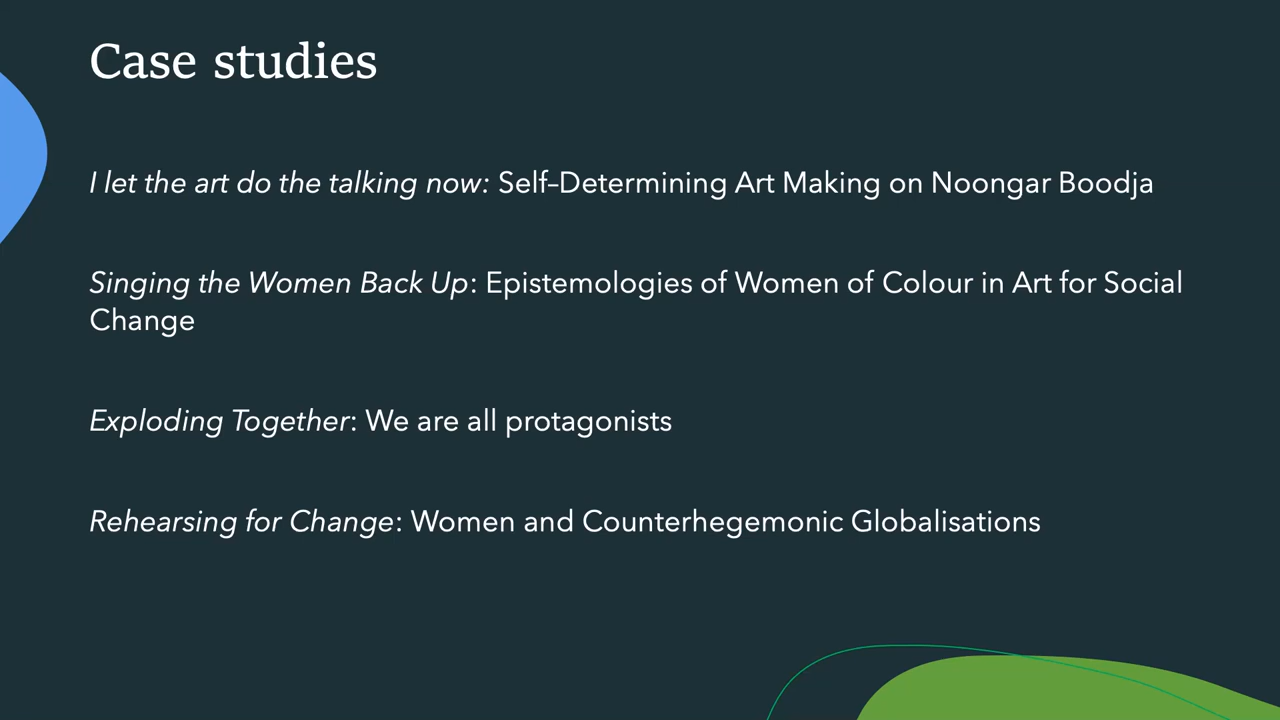 Case studies
I let the art do the talking now: Self–Determining Art Making on Noongar Boodja
Singing the Women Back Up: Epistemologies of Women of Colour in Art for Social
Change
Exploding Together: We are all protagonists
Rehearsing for Change: Women and Counterhegemonic Globalisations